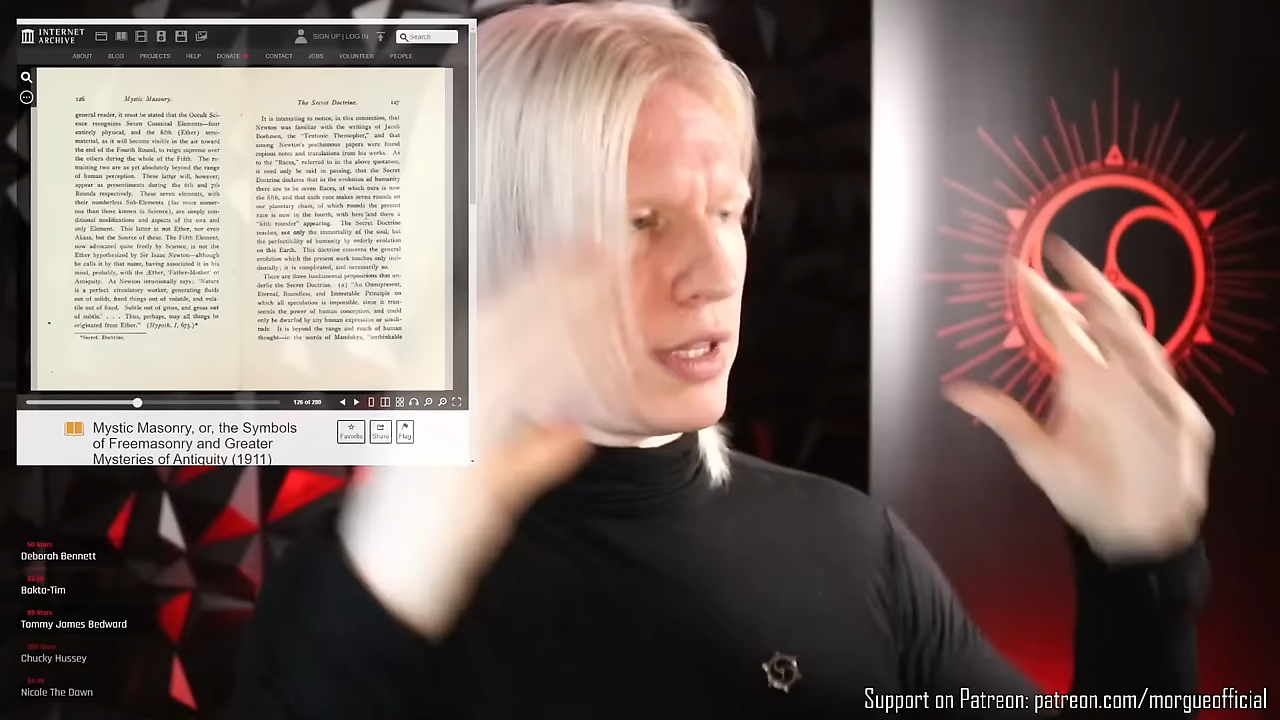 INTERNET
ARCHIVE
SIGN UP | LOG IN
Search
ABOUT BLOG PROJECTS HELP DONATE CONTACT JOBS VOLUNTEER PEOPLE
126 Mystic Masonry.
general reader, it must be stated that the Occult Sci-
ence recognizes Seven Cosmical Elements—four
entirely physical, and the fifth (Ether) semi-
material, as it will become visible in the air toward
the end of the Fourth Round, to reign supreme over
the others during the whole of the Fifth. The re-
maining two are as yet absolutely beyond the range
of human perception. These latter will, however,
appear as presentiments during the 6th and 7th
Rounds respectively. These seven elements, with
their numberless Sub-Elements (far more numer-
ous than those known to Science), are simply con-
ditional modifications and aspects of the one and
only Element. This latter is not Ether, nor even
Akasa, but the Source of these. The Fifth Element,
now advocated quite freely by Science, is not the
Ether hypothesized by Sir Isaac Newton—although
he calls it by that name, having associated it in his
mind, most probably, with the Æther, 'Father-Mother' of
Antiquity. As Newton intuitionally says: 'Nature
is a perfect circulatory worker, generating fluids
out of solids, fixed things out of volatile, and vola-
tile out of fixed. Subtle out of gross, and gross out
of subtle.' . . . Thus, perhaps, may all things be
originated from Ether." (Hypoth. I, 675.)*
*Secret Doctrine.
The Secret Doctrine. 127
It is interesting to notice, in this connection, that
Newton was familiar with the writings of Jacob
Boehmen, the "Teutonic Theosopher," and that
among Newton's posthumous papers were found
copious notes and translations from his works. As
to the "Races," referred to in the above quotation,
it need only be said in passing, that the Secret
Doctrine declares that in the evolution of humanity
there are to be seven Races, of which ours is now
the fifth, and that each race makes seven rounds on
our planetary chain, of which rounds the present
race is now in the fourth, with here and there a
"fifth rounder" appearing. The Secret Doctrine
teaches, not only the immortality of the soul, but
the perfectibility of humanity by orderly evolution
on this Earth. This doctrine concerns the general
evolution which the present work touches only inci-
dentally; it is complicated, and necessarily so.
There are three fundamental propositions that un-
derlie the Secret Doctrine. (a) "An Omnipresent,
Eternal, Boundless, and Immutable Principle on
which all speculation is impossible, since it tran-
scends the power of human conception, and could
only be dwarfed by any human expression or simili-
tude. It is beyond the range and reach of human
thought—in the words of Mandukya, "unthinkable
126 of 280
Mystic Masonry, or, the Symbols
of Freemasonry and Greater
Mysteries of Antiquity (1911)
Favorite Share Flag
50 Stars
Deborah Bennett
Bakta-Tim
99 Stars
Tommy James Bedward
Chucky Hussey
Nicole The Dawn
Support on Patreon: patreon.com/morgueofficial